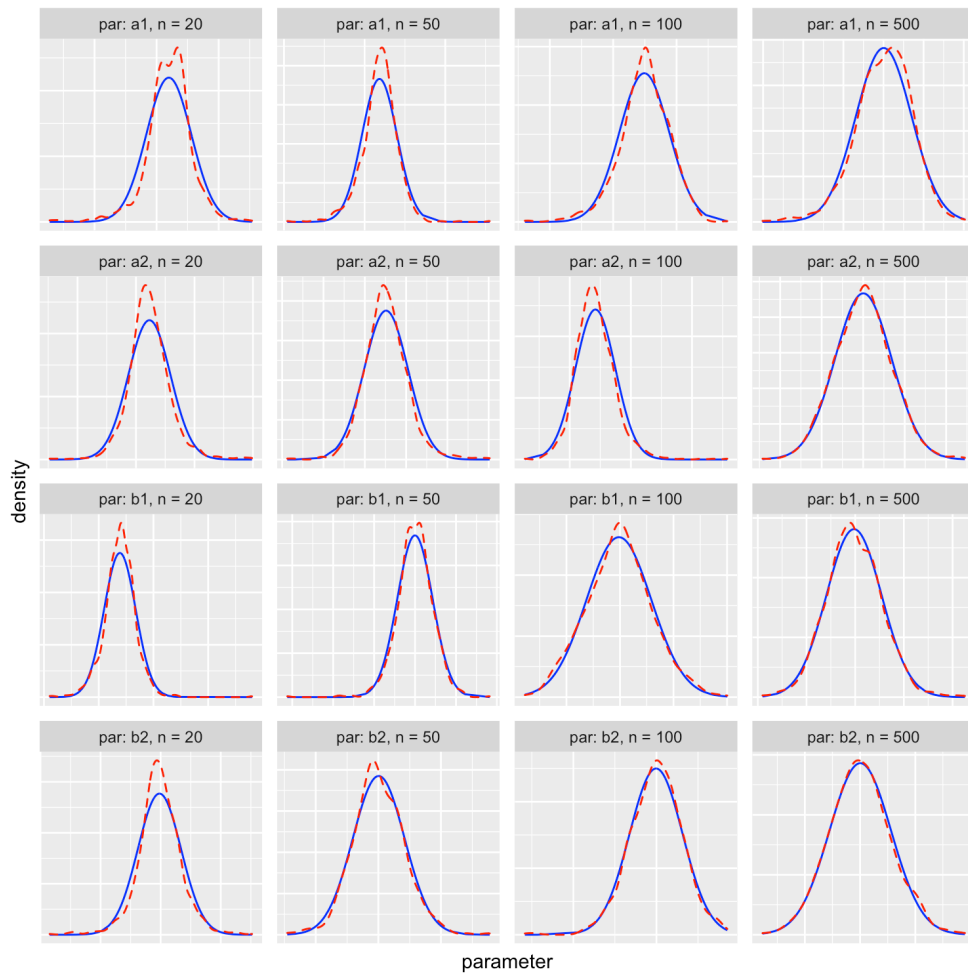 par: a1, n = 20
par: a1, n = 50
par: a1, n = 100
par: a1, n = 500
par: a2, n = 20
par: a2, n = 50
par: a2, n = 100
par: a2, n = 500
density
par: b1, n = 20
par: b1, n = 50
par: b1, n = 100
par: b1, n = 500
par: b2, n = 20
par: b2, n = 50
par: b2, n = 100
par: b2, n = 500
parameter